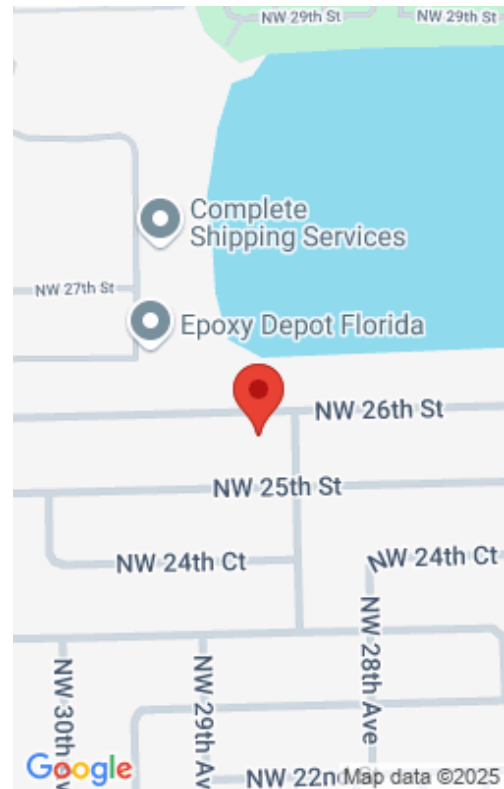 NW 29th St
NW 29th St
Complete
Shipping Services
NW 27th St
Epoxy Depot Florida
NW 26th St
NW 25th St
NW 24th Ct
NW 24th Ct
NW 28th Ave
NW 29th Av
NW 30th
NW 22n
Google
Map data ©2025